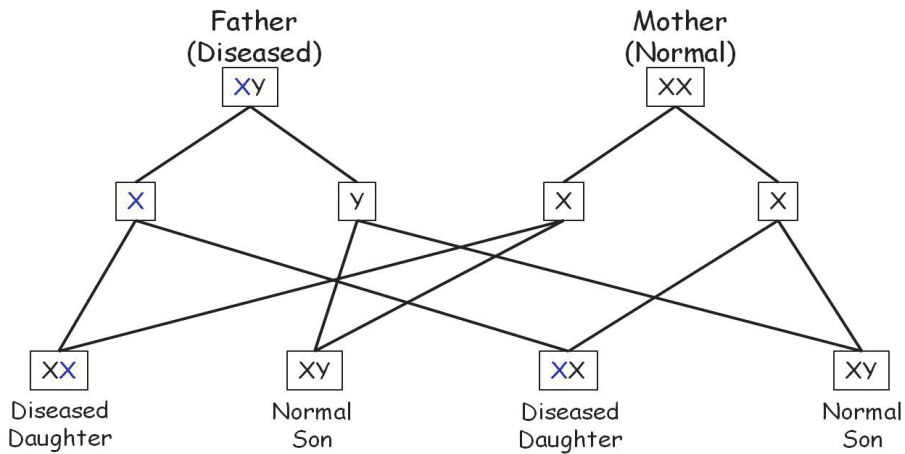 Father
(Diseased)
Mother
(Normal)
XY
XX
X
Y
X
X
XX
XY
XX
XY
Diseased
Daughter
Normal
Son
Diseased
Daughter
Normal
Son